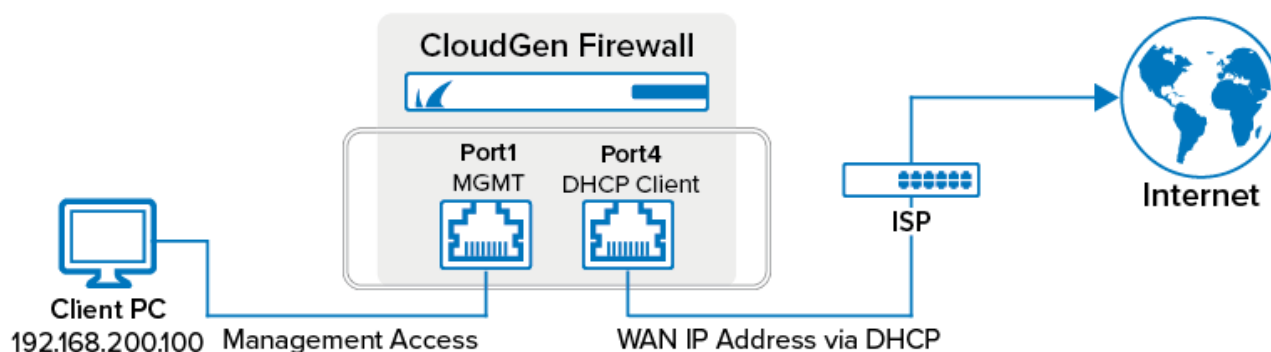 CloudGen Firewall
Port1
MGMT
Port4
DHCP Client
ISP
Internet
Client PC
192.168.200.100
Management Access
WAN IP Address via DHCP